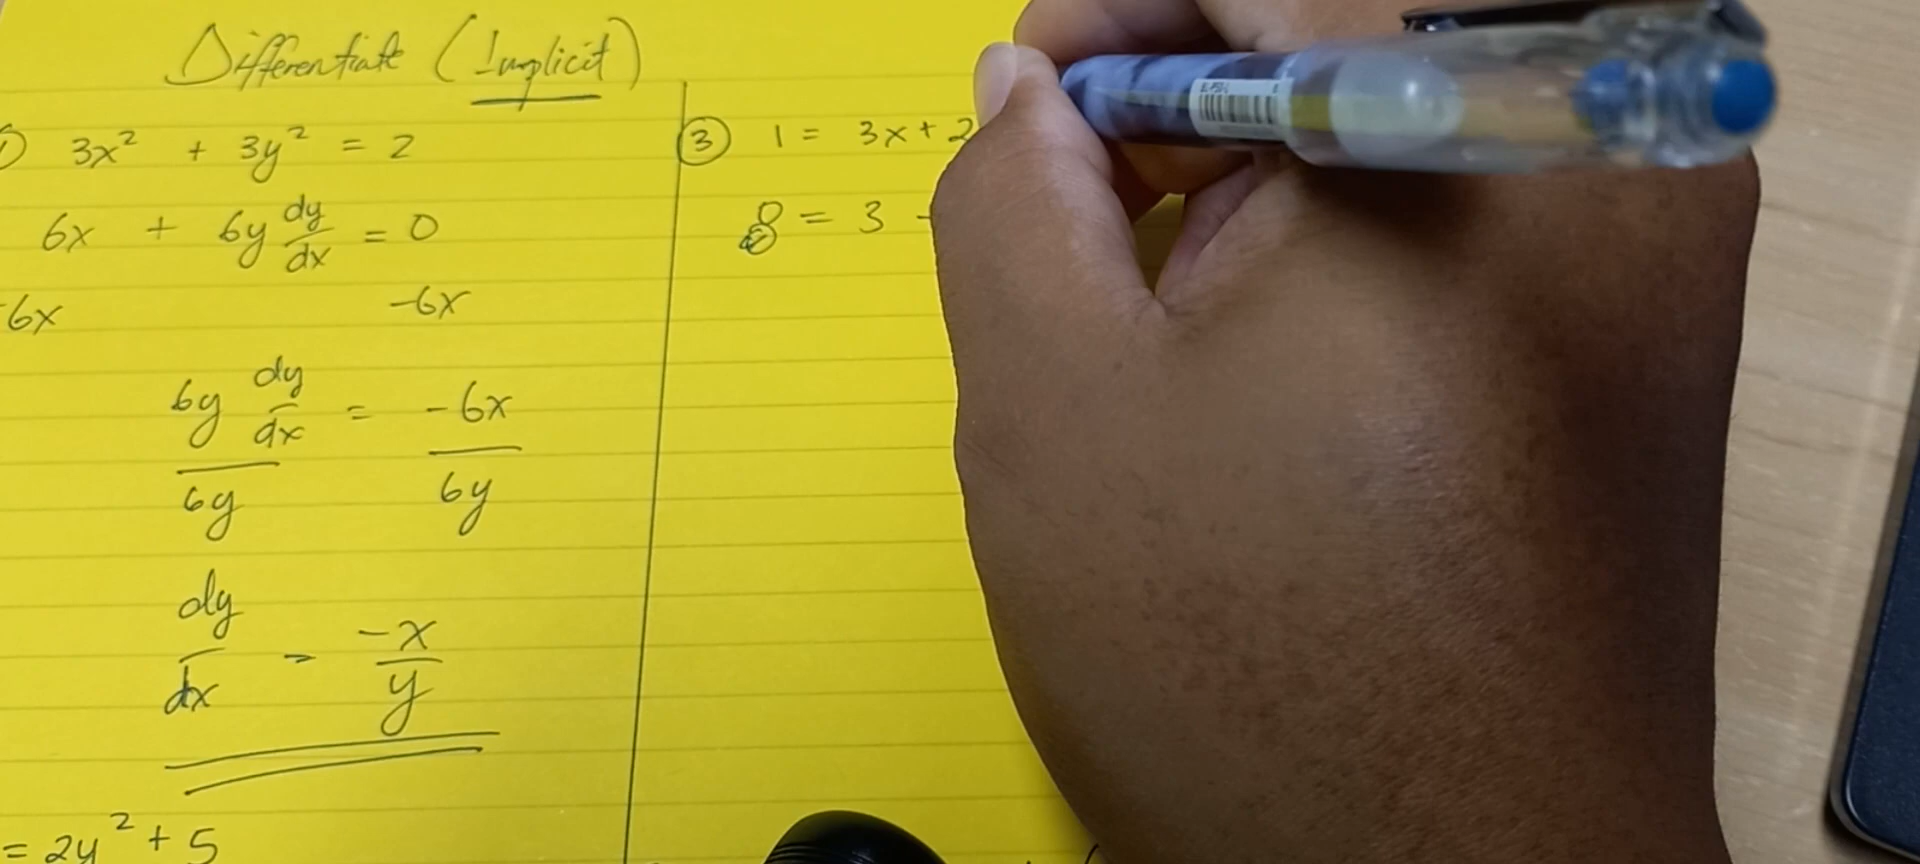 Differentiate (Implicit)
① 3x² + 3y² = 2
6x + 6y dy/dx = 0
-6x -6x
6y dy/dx = -6x
6y 6y
dy/dx = -x/y
= 2y² + 5
③ 1 = 3x + 2
= 3 -